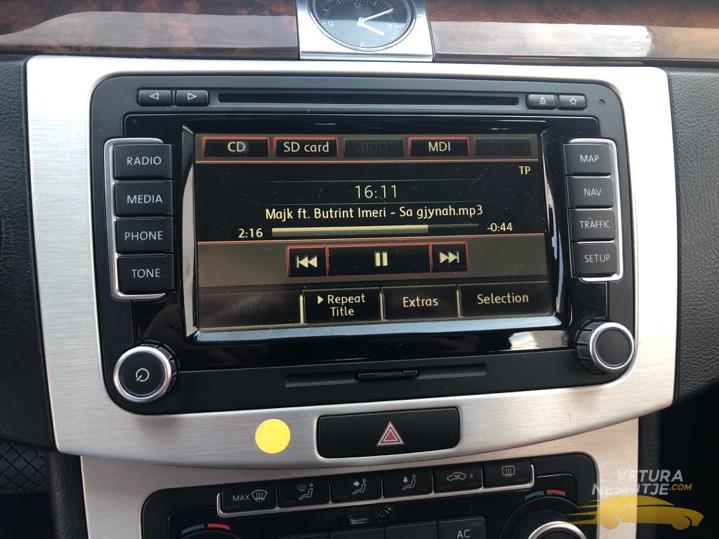 RADIO
MEDIA
PHONE
TONE
CD
SD card
HDD
MDI
TP
16:11
Majk ft. Butrint Imeri - Sa gjynah.mp3
2:16
-0:44
Repeat
Title
Extras
Selection
MAP
NAV
TRAFFIC
SETUP
MAX
A
AC
VETURA
NESHITJE.COM